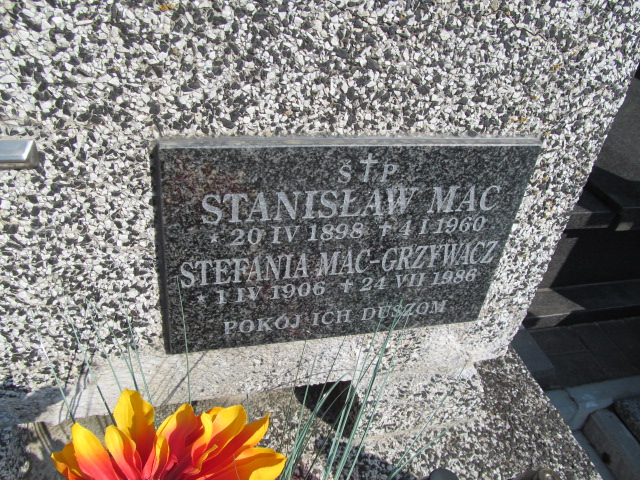 Ś✝P
STANISŁAW MAC
* 20 IV 1898 ✝ 4 I 1960
STEFANIA MAC-GRZYWACZ
* 1 IV 1906 ✝ 24 VII 1986
POKÓJ ICH DUSZOM